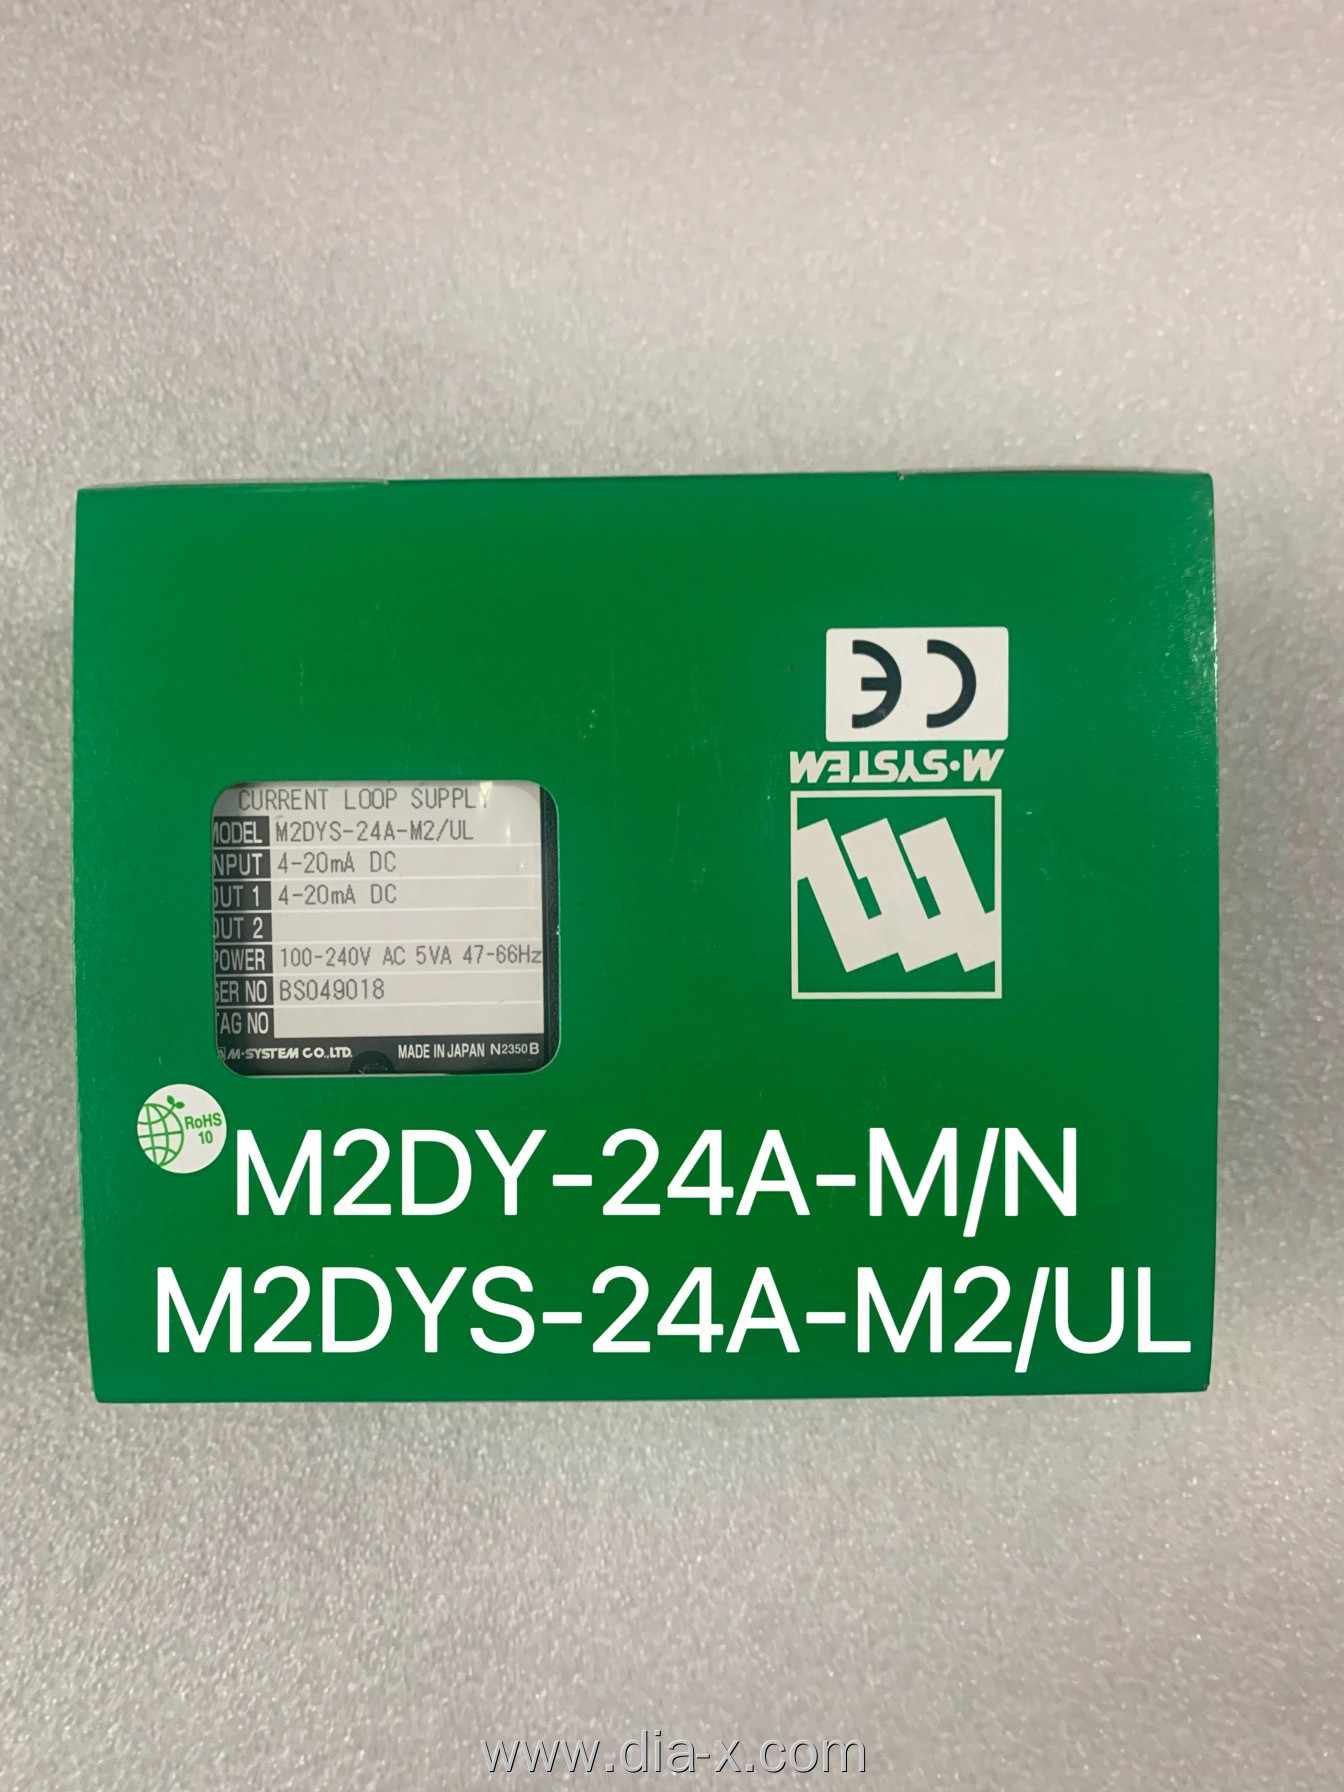 CE
M·SYSTEM
CURRENT LOOP SUPPLY
MODEL M2DYS-24A-M2/UL
INPUT 4-20mA DC
OUT 1 4-20mA DC
OUT 2
POWER 100-240V AC 5VA 47-66Hz
SER NO BS049018
TAG NO
M·SYSTEM CO.,LTD. MADE IN JAPAN N2350B
RoHS
10
M2DY-24A-M/N
M2DYS-24A-M2/UL
www.dia-x.com